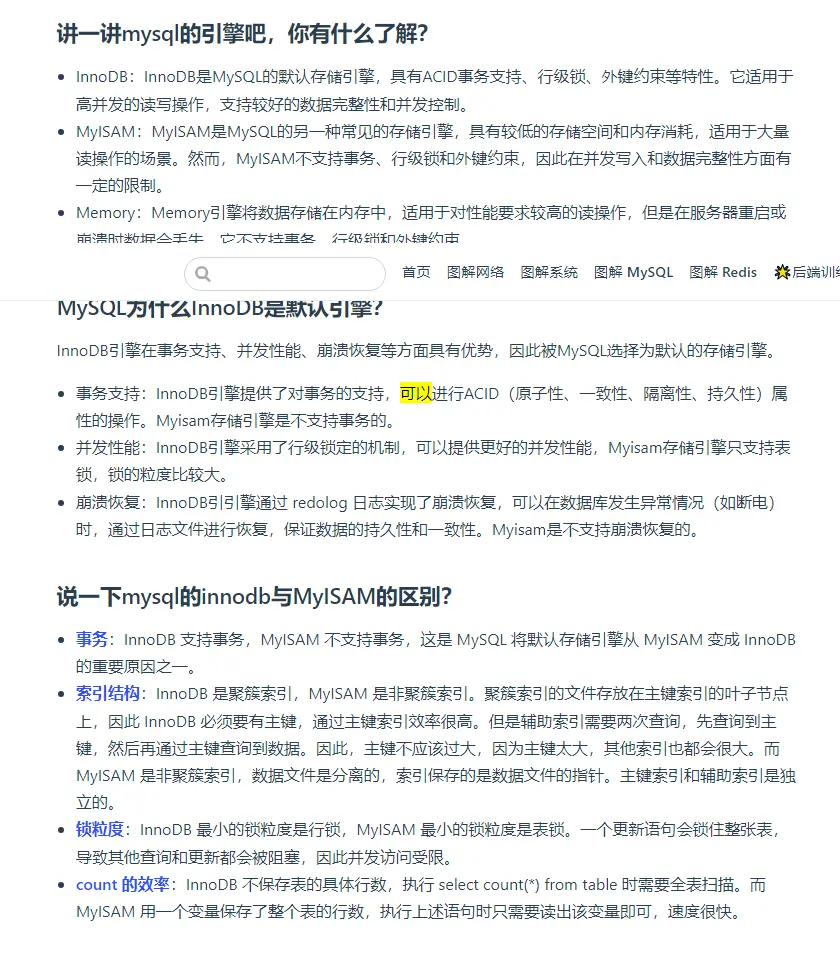 讲一讲mysql的引擎吧，你有什么了解？
InnoDB：InnoDB是MySQL的默认存储引擎，具有ACID事务支持、行级锁、外键约束等特性。它适用于
高并发的读写操作，支持较好的数据完整性和并发控制。
MyISAM：MyISAM是MySQL的另一种常见的存储引擎，具有较低的存储空间和内存消耗，适用于大量
读操作的场景。然而，MyISAM不支持事务、行级锁和外键约束，因此在并发写入和数据完整性方面有
一定的限制。
Memory：Memory引擎将数据存储在内存中，适用于对性能要求较高的读操作，但是在服务器重启或
崩溃时数据会丢失。它不支持事务、行级锁和外键约束
首页 图解网络 图解系统 图解 MySQL 图解 Redis 后端训
MySQL为什么InnoDB是默认引擎？
InnoDB引擎在事务支持、并发性能、崩溃恢复等方面具有优势，因此被MySQL选择为默认的存储引擎。
事务支持：InnoDB引擎提供了对事务的支持，可以进行ACID（原子性、一致性、隔离性、持久性）属
性的操作。Myisam存储引擎是不支持事务的。
并发性能：InnoDB引擎采用了行级锁定的机制，可以提供更好的并发性能，Myisam存储引擎只支持表
锁，锁的粒度比较大。
崩溃恢复：InnoDB引引擎通过 redolog 日志实现了崩溃恢复，可以在数据库发生异常情况（如断电）
时，通过日志文件进行恢复，保证数据的持久性和一致性。Myisam是不支持崩溃恢复的。
说一下mysql的innodb与MyISAM的区别？
事务：InnoDB 支持事务，MyISAM 不支持事务，这是 MySQL 将默认存储引擎从 MyISAM 变成 InnoDB
的重要原因之一。
索引结构：InnoDB 是聚簇索引，MyISAM 是非聚簇索引。聚簇索引的文件存放在主键索引的叶子节点
上，因此 InnoDB 必须要有主键，通过主键索引效率很高。但是辅助索引需要两次查询，先查询到主
键，然后再通过主键查询到数据。因此，主键不应该过大，因为主键太大，其他索引也都会很大。而
MyISAM 是非聚簇索引，数据文件是分离的，索引保存的是数据文件的指针。主键索引和辅助索引是独
立的。
锁粒度：InnoDB 最小的锁粒度是行锁，MyISAM 最小的锁粒度是表锁。一个更新语句会锁住整张表，
导致其他查询和更新都会被阻塞，因此并发访问受限。
count 的效率：InnoDB 不保存表的具体行数，执行 select count(*) from table 时需要全表扫描。而
MyISAM 用一个变量保存了整个表的行数，执行上述语句时只需要读出该变量即可，速度很快。